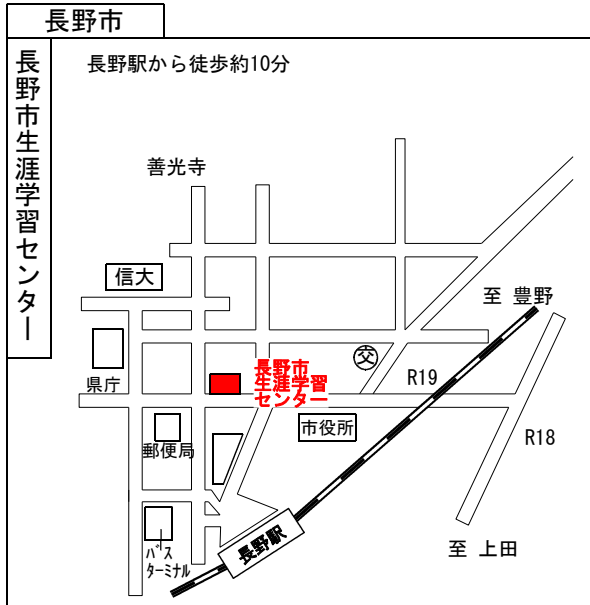 長野市
長野市生涯学習センター
長野駅から徒歩約10分
善光寺
信大
至 豊野
交
県庁
長野市
生涯学習
センター
R19
市役所
郵便局
R18
長野駅
バス
ターミナル
至 上田